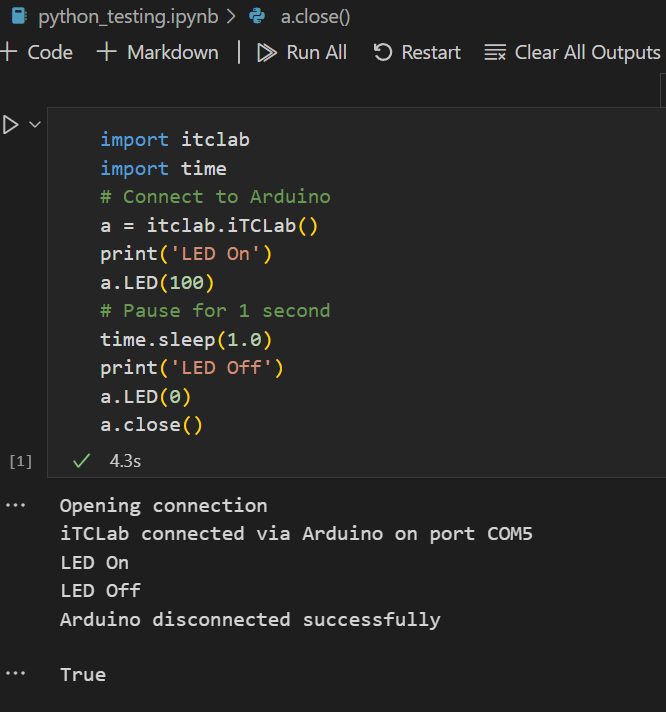 python_testing.ipynb > a.close()
+ Code + Markdown | Run All Restart Clear All Outputs
import itclab
import time
# Connect to Arduino
a = itclab.iTCLab()
print('LED On')
a.LED(100)
# Pause for 1 second
time.sleep(1.0)
print('LED Off')
a.LED(0)
a.close()
[1] 4.3s
... Opening connection
iTCLab connected via Arduino on port COM5
LED On
LED Off
Arduino disconnected successfully
... True